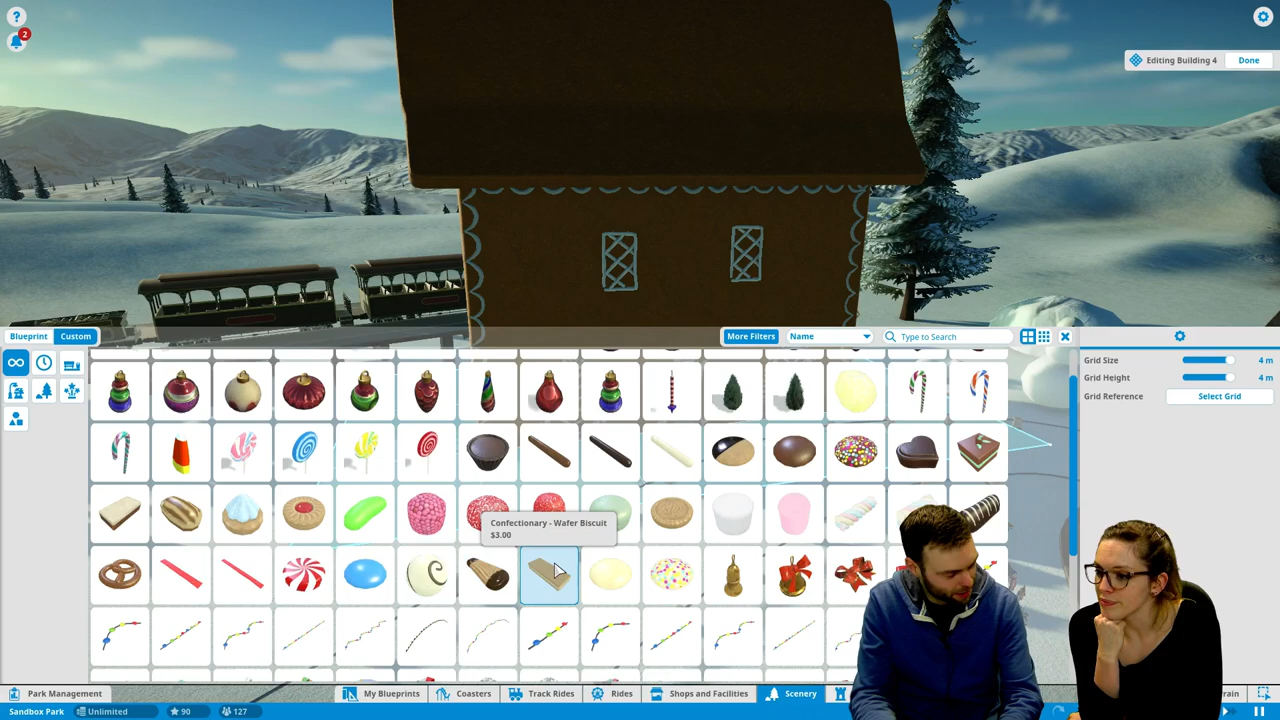 ?
2
Editing Building 4 Done
Blueprint Custom
More Filters Name Type to Search
Grid Size 4 m
Grid Height 4 m
Grid Reference Select Grid
Confectionary - Wafer Biscuit
$3.00
Park Management My Blueprints Coasters Track Rides Rides Shops and Facilities Scenery rain
Sandbox Park Unlimited 90 127